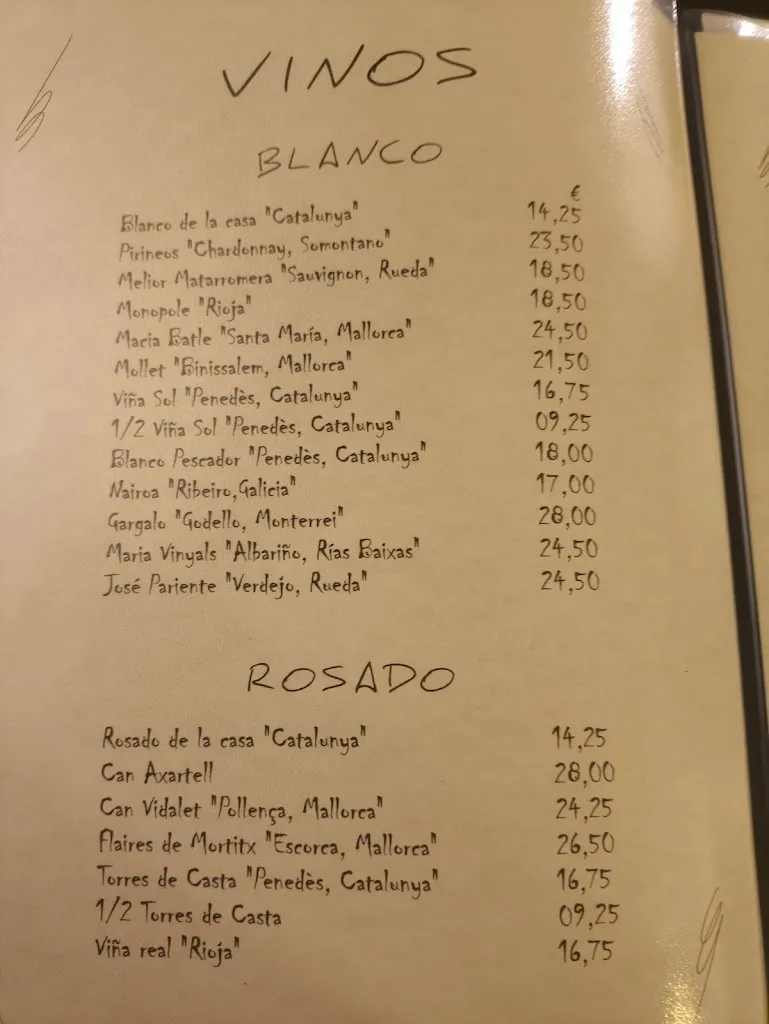 VINOS
BLANCO
€
Blanco de la casa "Catalunya" 14,25
Pirineos "Chardonnay, Somontano" 23,50
Melior Matarromera "Sauvignon, Rueda" 18,50
Monopole "Rioja" 18,50
Macia Batle "Santa María, Mallorca" 24,50
Mollet "Binissalem, Mallorca" 21,50
Viña Sol "Penedès, Catalunya" 16,75
1/2 Viña Sol "Penedès, Catalunya" 09,25
Blanco Pescador "Penedès, Catalunya" 18,00
Nairoa "Ribeiro,Galicia" 17,00
Gargalo "Godello, Monterrei" 28,00
Maria Vinyals "Albariño, Rías Baixas" 24,50
José Pariente "Verdejo, Rueda" 24,50
ROSADO
Rosado de la casa "Catalunya" 14,25
Can Axartell 28,00
Can Vidalet "Pollença, Mallorca" 24,25
Flaires de Mortitx "Escorca, Mallorca" 26,50
Torres de Casta "Penedès, Catalunya" 16,75
1/2 Torres de Casta 09,25
Viña real "Rioja" 16,75